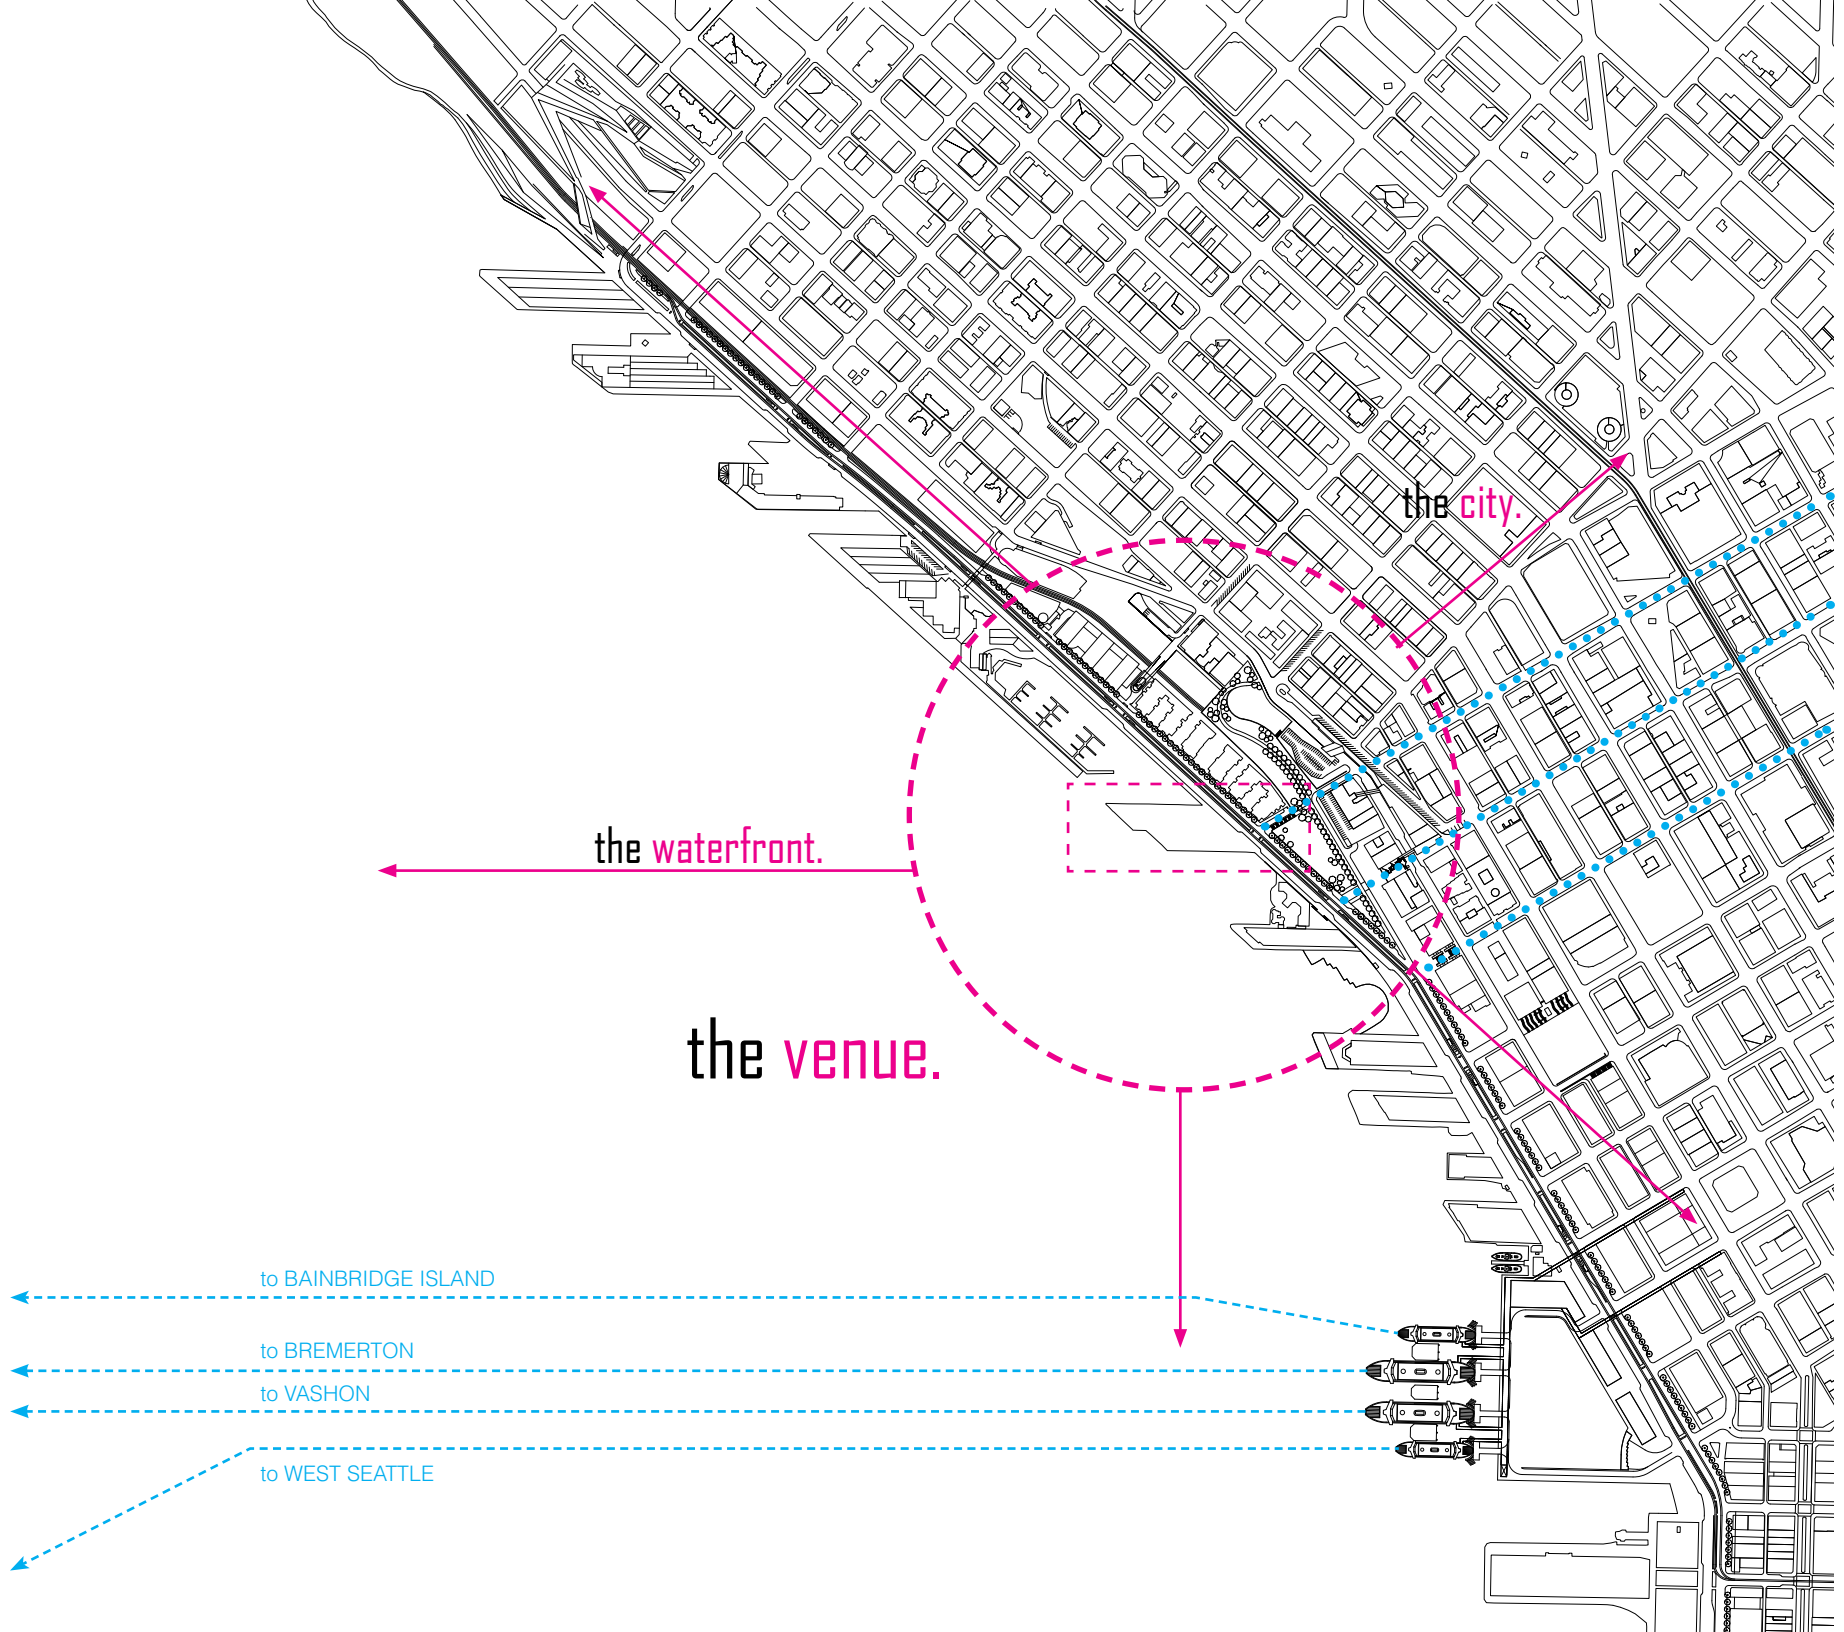 the city.
the waterfront.
the venue.
to BAINBRIDGE ISLAND
to BREMERTON
to VASHON
to WEST SEATTLE